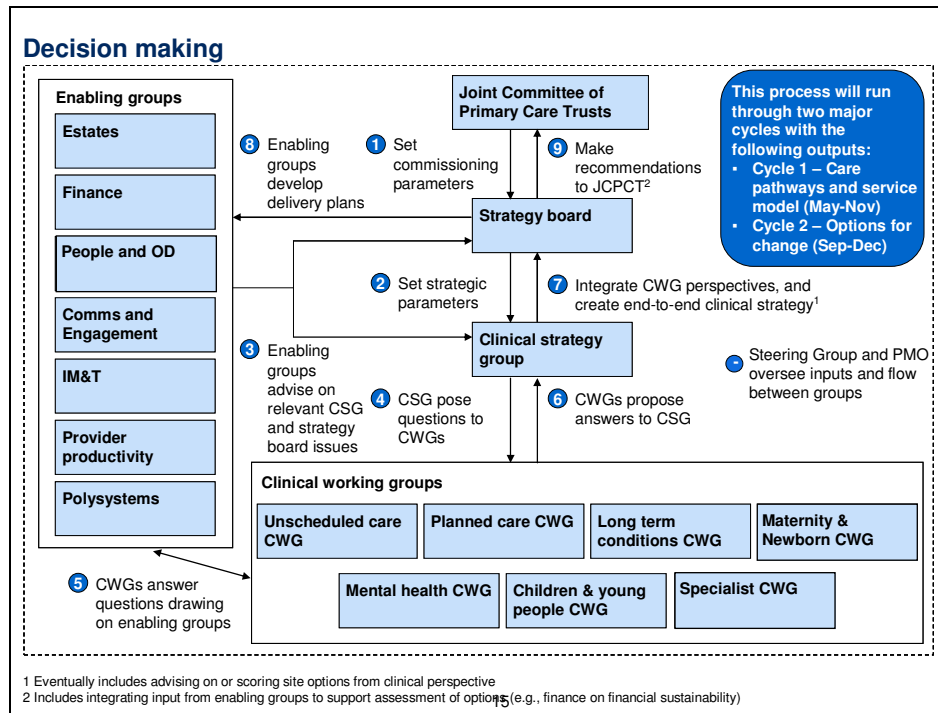 Decision making
Enabling groups
Estates
Finance
People and OD
Comms and
Engagement
IM&T
Provider
productivity
Polysystems
Joint Committee of
Primary Care Trusts
This process will run
through two major
cycles with the
following outputs:
▪ Cycle 1 – Care
pathways and service
model (May-Nov)
▪ Cycle 2 – Options for
change (Sep-Dec)
8 Enabling
groups
develop
delivery plans
1 Set
commissioning
parameters
9 Make
recommendations
to JCPCT2
Strategy board
2 Set strategic
parameters
7 Integrate CWG perspectives, and
create end-to-end clinical strategy1
Clinical strategy
group
3 Enabling
groups
advise on
relevant CSG
and strategy
board issues
4 CSG pose
questions to
CWGs
6 CWGs propose
answers to CSG
- Steering Group and PMO
oversee inputs and flow
between groups
Clinical working groups
Unscheduled care
CWG
Planned care CWG
Long term
conditions CWG
Maternity &
Newborn CWG
Mental health CWG
Children & young
people CWG
Specialist CWG
5 CWGs answer
questions drawing
on enabling groups
1 Eventually includes advising on or scoring site options from clinical perspective
2 Includes integrating input from enabling groups to support assessment of options (e.g., finance on financial sustainability)
15